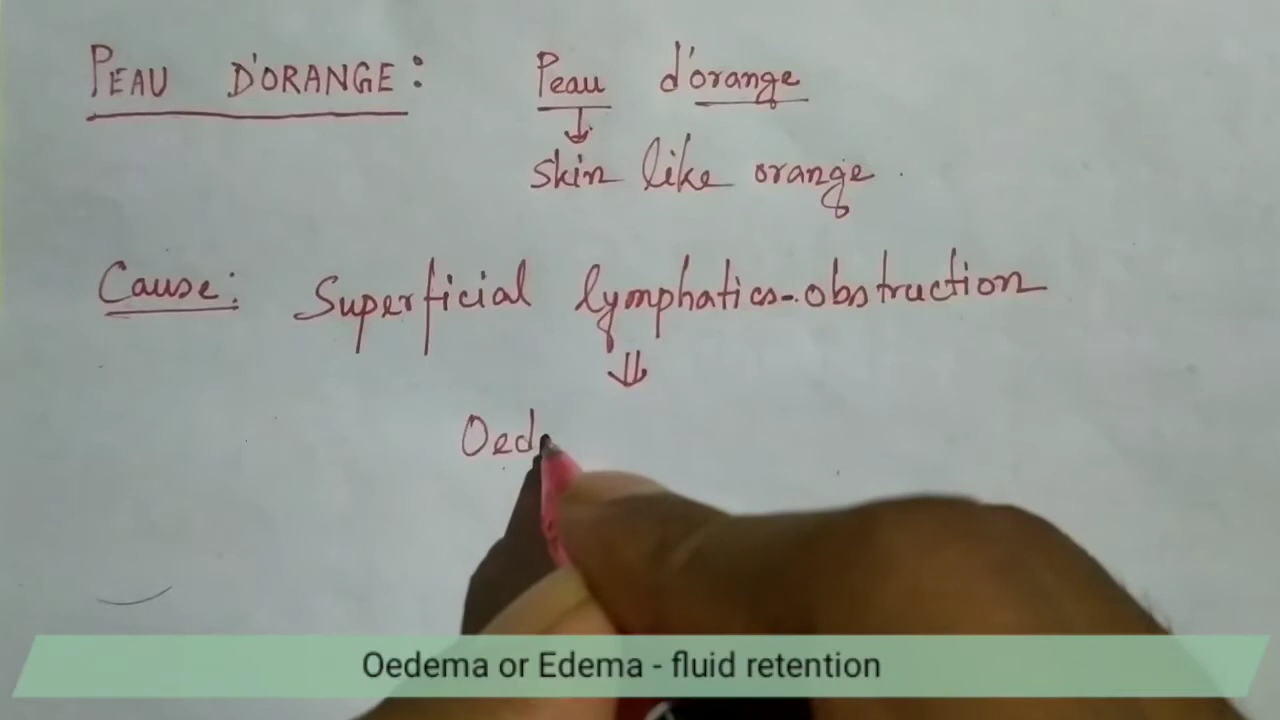 PEAU D'ORANGE: Peau d'orange
skin like orange.
Cause: Superficial lymphatics-obstruction
Oed
Oedema or Edema - fluid retention